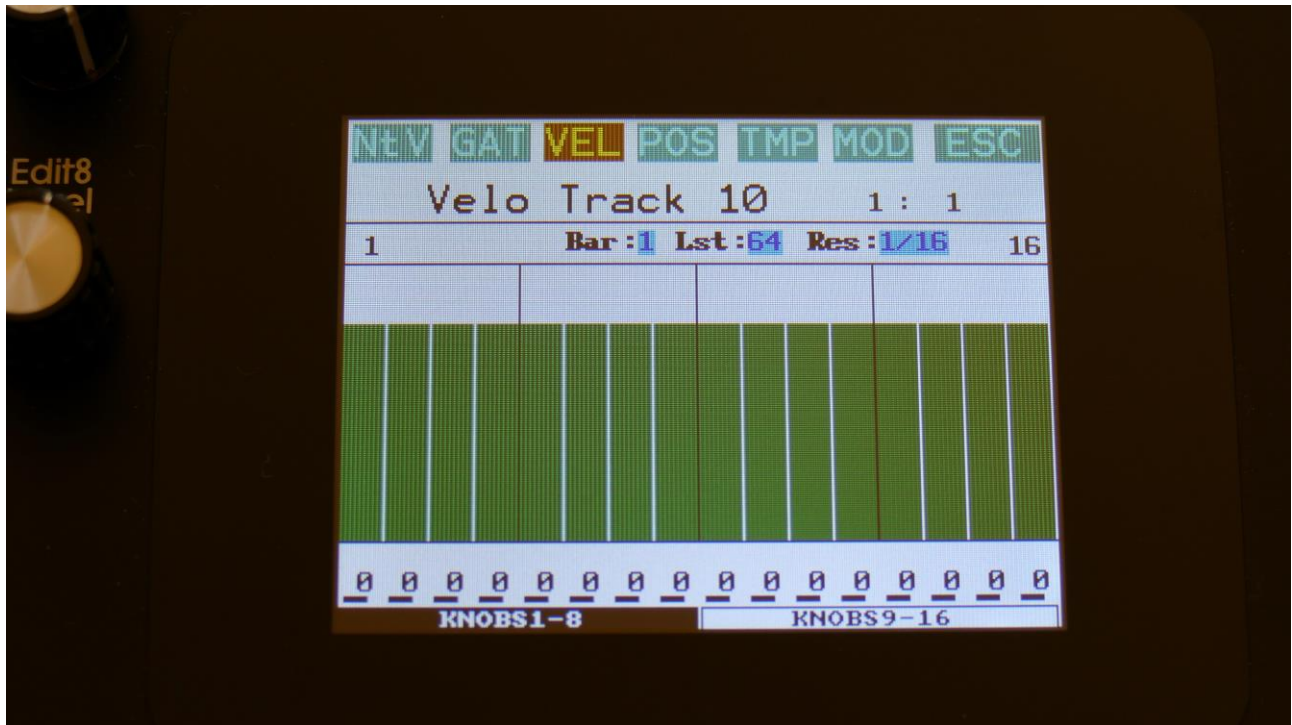 NtV GAT VEL POS TMP MOD ESC
Edit8
Velo Track 10 1 : 1
1 Bar:1 Lst:64 Res:1/16 16
0 0 0 0 0 0 0 0 0 0 0 0 0 0 0 0
KNOBS1-8 KNOBS9-16